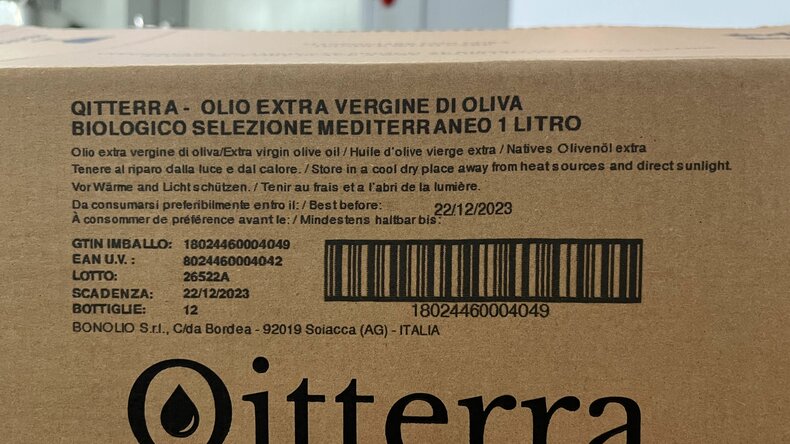 QITTERRA - OLIO EXTRA VERGINE DI OLIVA
BIOLOGICO SELEZIONE MEDITERRANEO 1 LITRO
Olio extra vergine di oliva/Extra virgin olive oil / Huile d'olive vierge extra / Natives Olivenöl extra
Tenere al riparo dalla luce e dal calore. / Store in a cool dry place away from heat sources and direct sunlight.
Vor Wärme and Licht schützen. / Tenir au frais et a l'abri de la lumière.
Da consumarsi preferibilmente entro il: / Best before: 22/12/2023
À consommer de préférence avant le: / Mindestens haltbar bis:
GTIN IMBALLO: 18024460004049
EAN U.V. : 8024460004042
LOTTO: 26522A
SCADENZA: 22/12/2023
BOTTIGLIE: 12
18024460004049
BONOLIO S.r.l., C/da Bordea - 92019 Sciacca (AG) - ITALIA
Qitterra